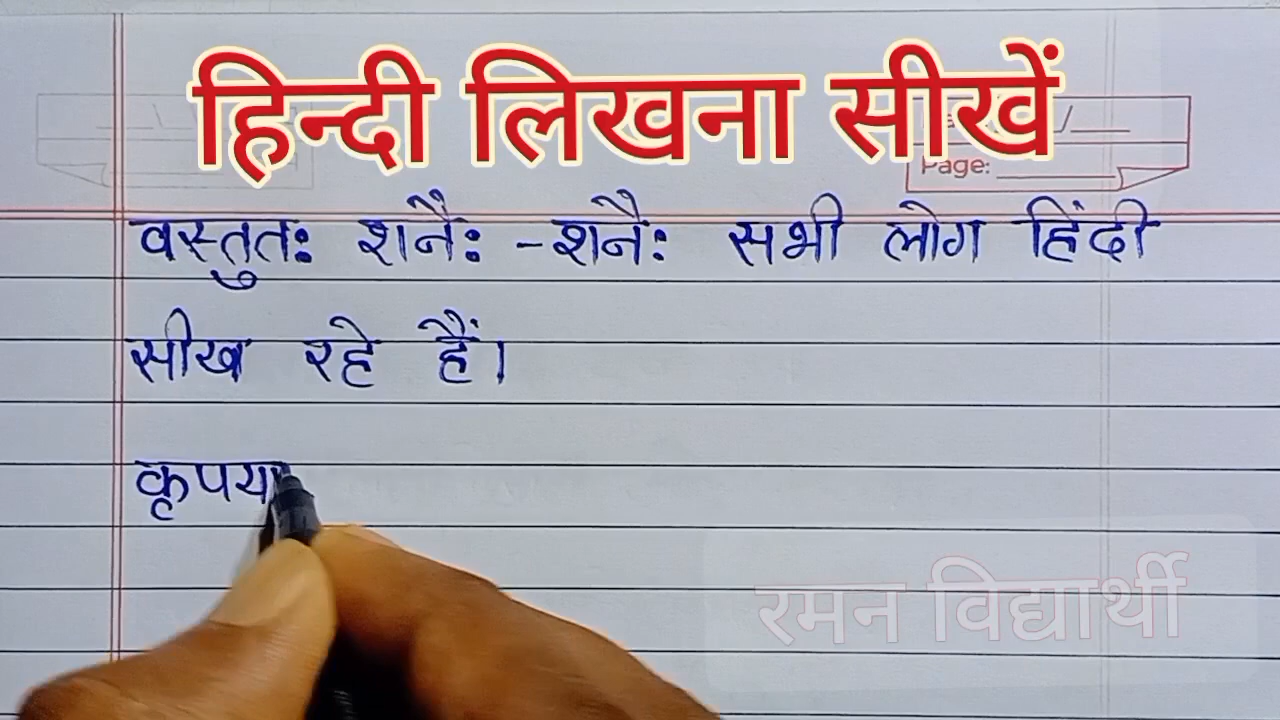 हिन्दी लिखना सीखें
Page:
वस्तुतः शनैः -शनैः सभी लोग हिंदी
सीख रहे हैं।
कृपया
रमन विद्यार्थी